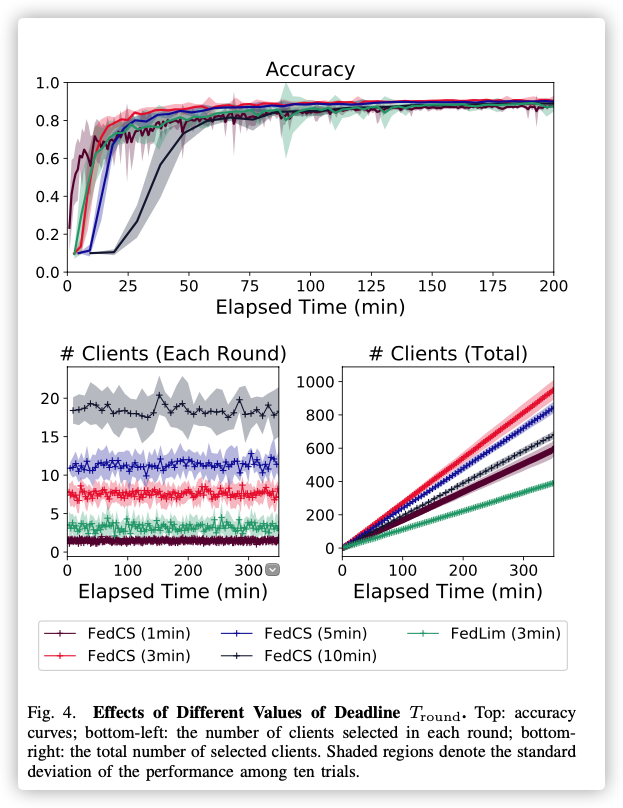 Accuracy
1.0
0.8
0.6
0.4
0.2
0.0
0 25 50 75 100 125 150 175 200
Elapsed Time (min)
# Clients (Each Round)
20
15
10
5
0
0 100 200 300
Elapsed Time (min)
# Clients (Total)
1000
800
600
400
200
0
0 100 200 300
Elapsed Time (min)
FedCS (1min) FedCS (5min) FedLim (3min)
FedCS (3min) FedCS (10min)
Fig. 4. Effects of Different Values of Deadline Tround. Top: accuracy
curves; bottom-left: the number of clients selected in each round; bottom-
right: the total number of selected clients. Shaded regions denote the standard
deviation of the performance among ten trials.